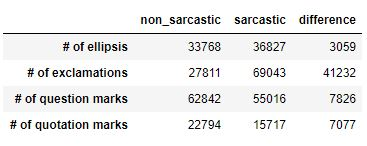 non_sarcastic sarcastic difference
# of ellipsis 33768 36827 3059
# of exclamations 27811 69043 41232
# of question marks 62842 55016 7826
# of quotation marks 22794 15717 7077